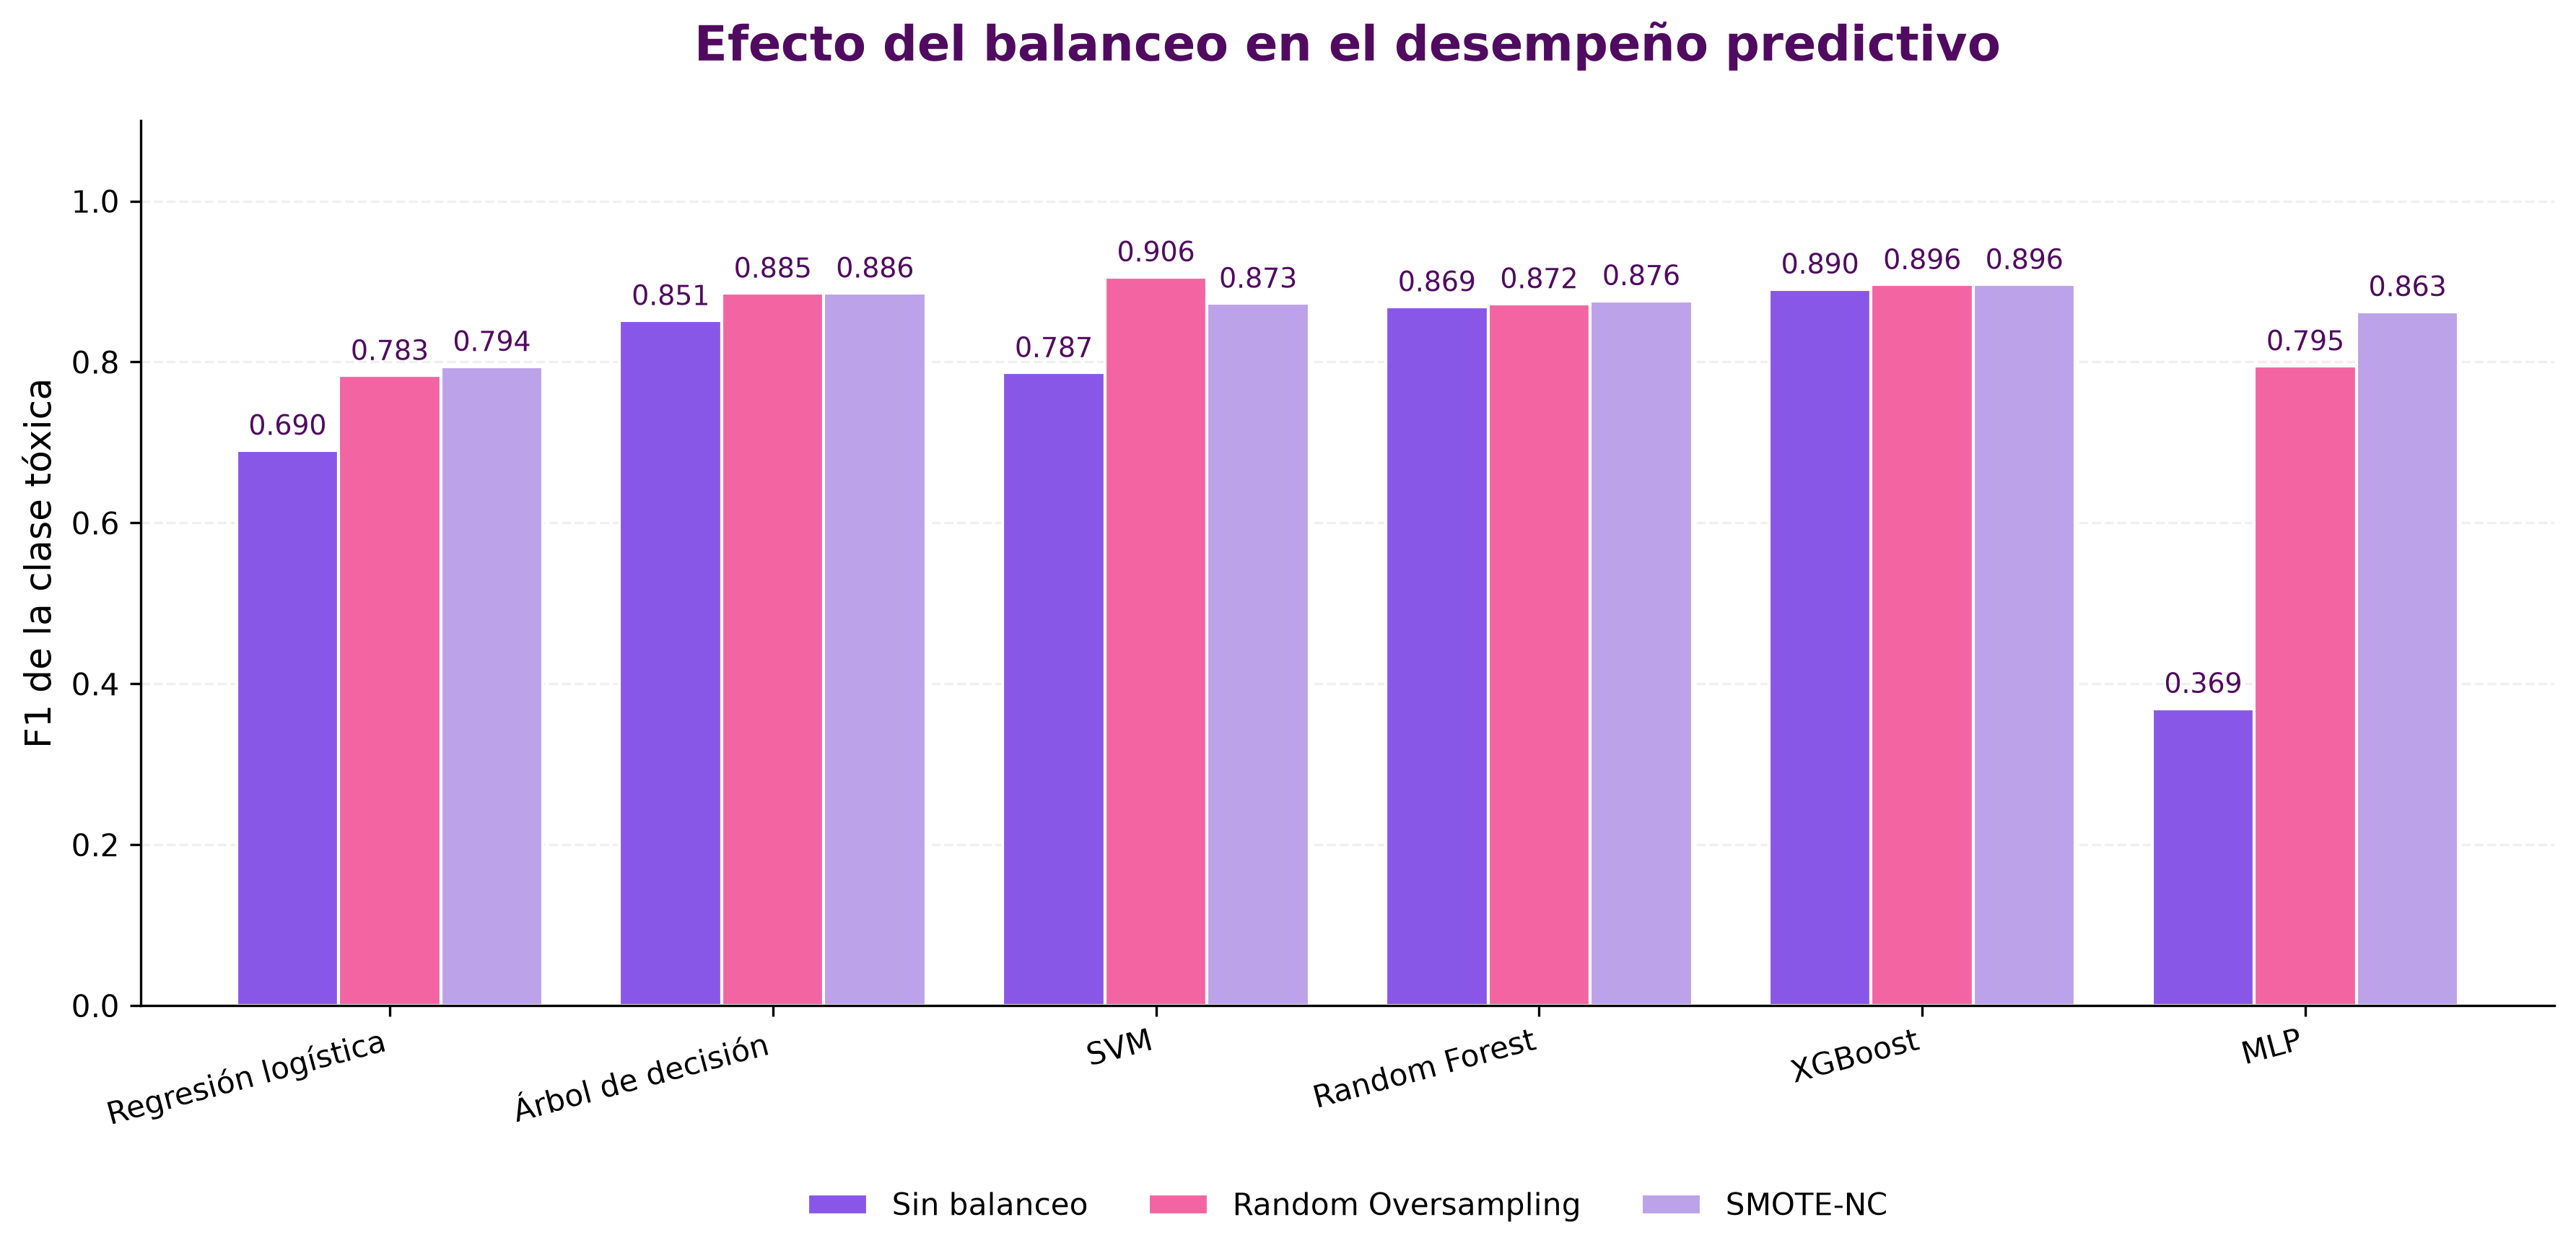 Efecto del balanceo en el desempeño predictivo
F1 de la clase tóxica
1.0
0.8
0.6
0.4
0.2
0.0
0.690
0.783
0.794
0.851
0.885
0.886
0.787
0.906
0.873
0.869
0.872
0.876
0.890
0.896
0.896
0.369
0.795
0.863
Regresión logística
Árbol de decisión
SVM
Random Forest
XGBoost
MLP
Sin balanceo
Random Oversampling
SMOTE-NC